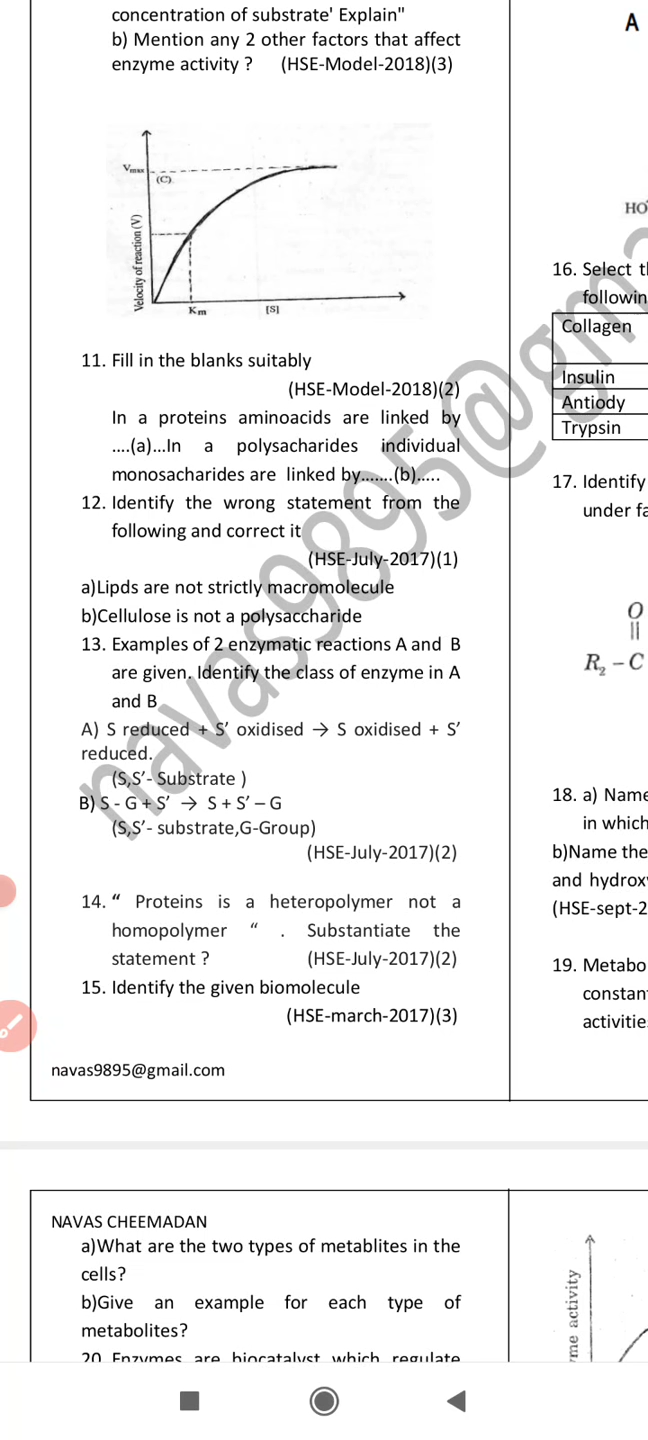 concentration of substrate' Explain"
b) Mention any 2 other factors that affect
enzyme activity ? (HSE-Model-2018)(3)
Vmax
(C)
Velocity of reaction (V)
Km
[S]
11. Fill in the blanks suitably
(HSE-Model-2018)(2)
In a proteins aminoacids are linked by
....(a)...In a polysacharides individual
monosacharides are linked by.......(b).....
12. Identify the wrong statement from the
following and correct it
(HSE-July-2017)(1)
a)Lipds are not strictly macromolecule
b)Cellulose is not a polysaccharide
13. Examples of 2 enzymatic reactions A and B
are given. Identify the class of enzyme in A
and B
A) S reduced + S′ oxidised → S oxidised + S′
reduced.
(S,S′- Substrate )
B) S - G + S′ → S + S′ – G
(S,S′- substrate,G-Group)
(HSE-July-2017)(2)
14. “ Proteins is a heteropolymer not a
homopolymer “ . Substantiate the
statement ? (HSE-July-2017)(2)
15. Identify the given biomolecule
(HSE-march-2017)(3)
navas9895@gmail.com
A
HO
16. Select t
followin
Collagen
Insulin
Antiody
Trypsin
17. Identify
under fa
O
R₂ – C
18. a) Name
in which
b)Name the
and hydrox
(HSE-sept-2
19. Metabo
constan
activitie
navas9895@gm
NAVAS CHEEMADAN
a)What are the two types of metablites in the
cells?
b)Give an example for each type of
metabolites?
20 Enzymes are biocatalyst which regulate
me activity